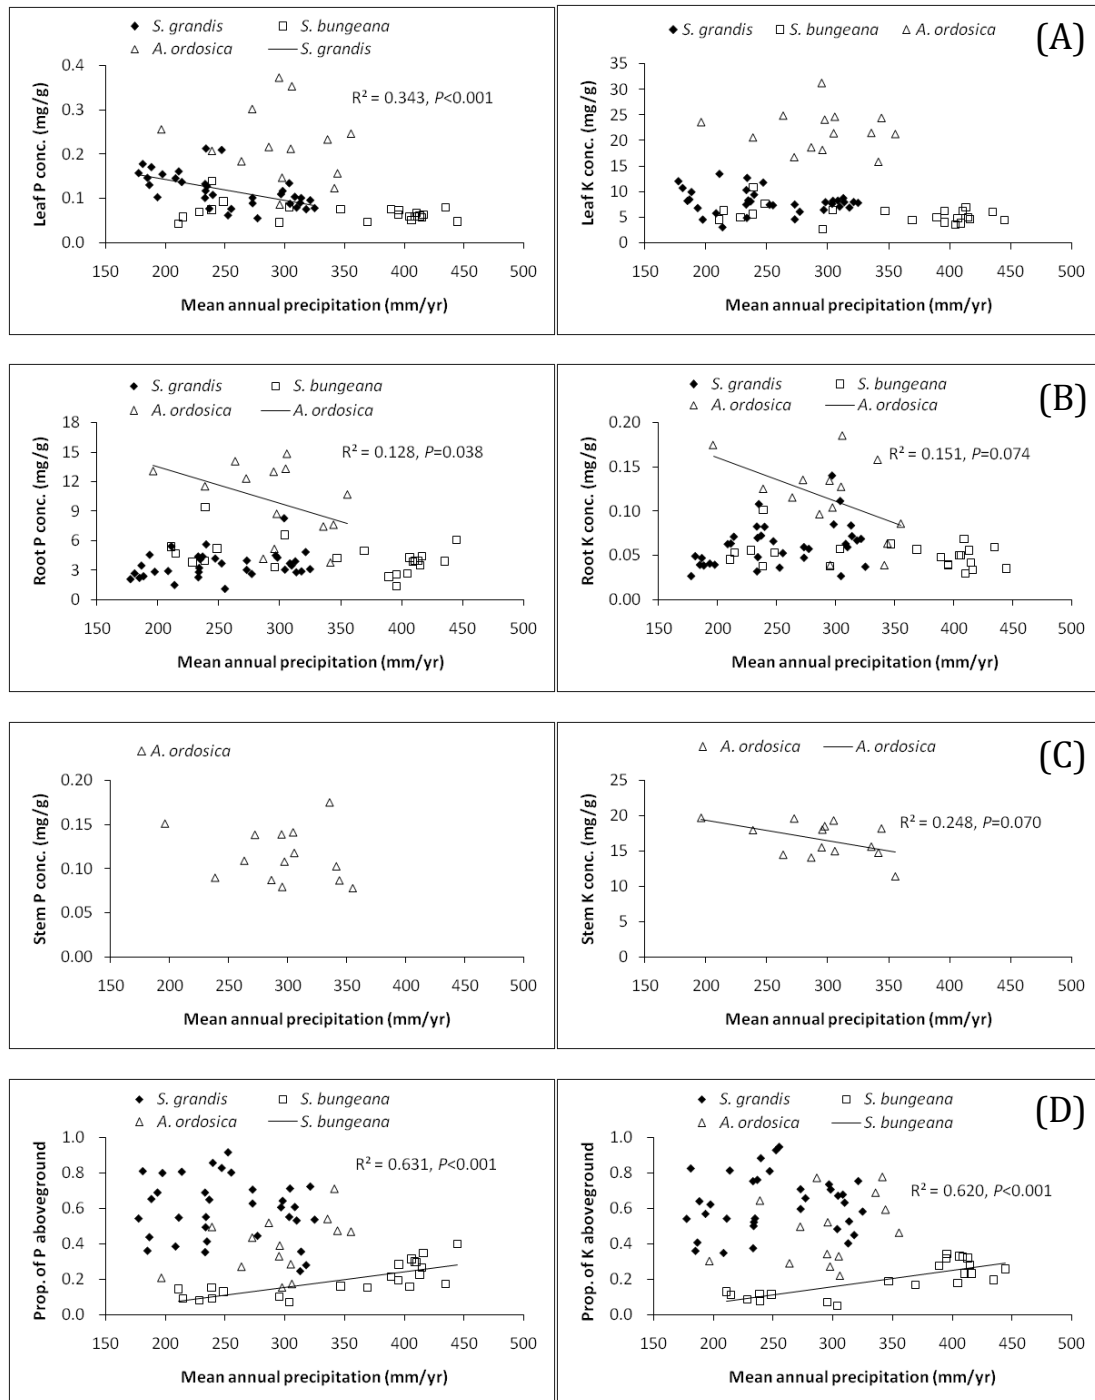 S. grandis S. bungeana
A. ordosica S. grandis
0.4
0.3
0.2
0.1
0.0
Leaf P conc. (mg/g)
R² = 0.343, P<0.001
150 200 250 300 350 400 450 500
Mean annual precipitation (mm/yr)
S. grandis S. bungeana A. ordosica
(A)
35
30
25
20
15
10
5
0
Leaf K conc. (mg/g)
150 200 250 300 350 400 450 500
Mean annual precipitation (mm/yr)
S. grandis S. bungeana
A. ordosica A. ordosica
18
15
12
9
6
3
0
Root P conc. (mg/g)
R² = 0.128, P=0.038
150 200 250 300 350 400 450 500
Mean annual precipitation (mm/yr)
S. grandis S. bungeana
A. ordosica A. ordosica
(B)
0.20
0.15
0.10
0.05
0.00
Root K conc. (mg/g)
R² = 0.151, P=0.074
150 200 250 300 350 400 450 500
Mean annual precipitation (mm/yr)
A. ordosica
0.20
0.15
0.10
0.05
0.00
Stem P conc. (mg/g)
150 200 250 300 350 400 450 500
Mean annual precipitation (mm/yr)
A. ordosica A. ordosica
(C)
25
20
15
10
5
0
Stem K conc. (mg/g)
R² = 0.248, P=0.070
150 200 250 300 350 400 450 500
Mean annual precipitation (mm/yr)
S. grandis S. bungeana
A. ordosica S. bungeana
1.0
0.8
0.6
0.4
0.2
0.0
Prop. of P aboveground
R² = 0.631, P<0.001
150 200 250 300 350 400 450 500
Mean annual precipitation (mm/yr)
S. grandis S. bungeana
A. ordosica S. bungeana
(D)
1.0
0.8
0.6
0.4
0.2
0.0
Prop. of K aboveground
R² = 0.620, P<0.001
150 200 250 300 350 400 450 500
Mean annual precipitation (mm/yr)